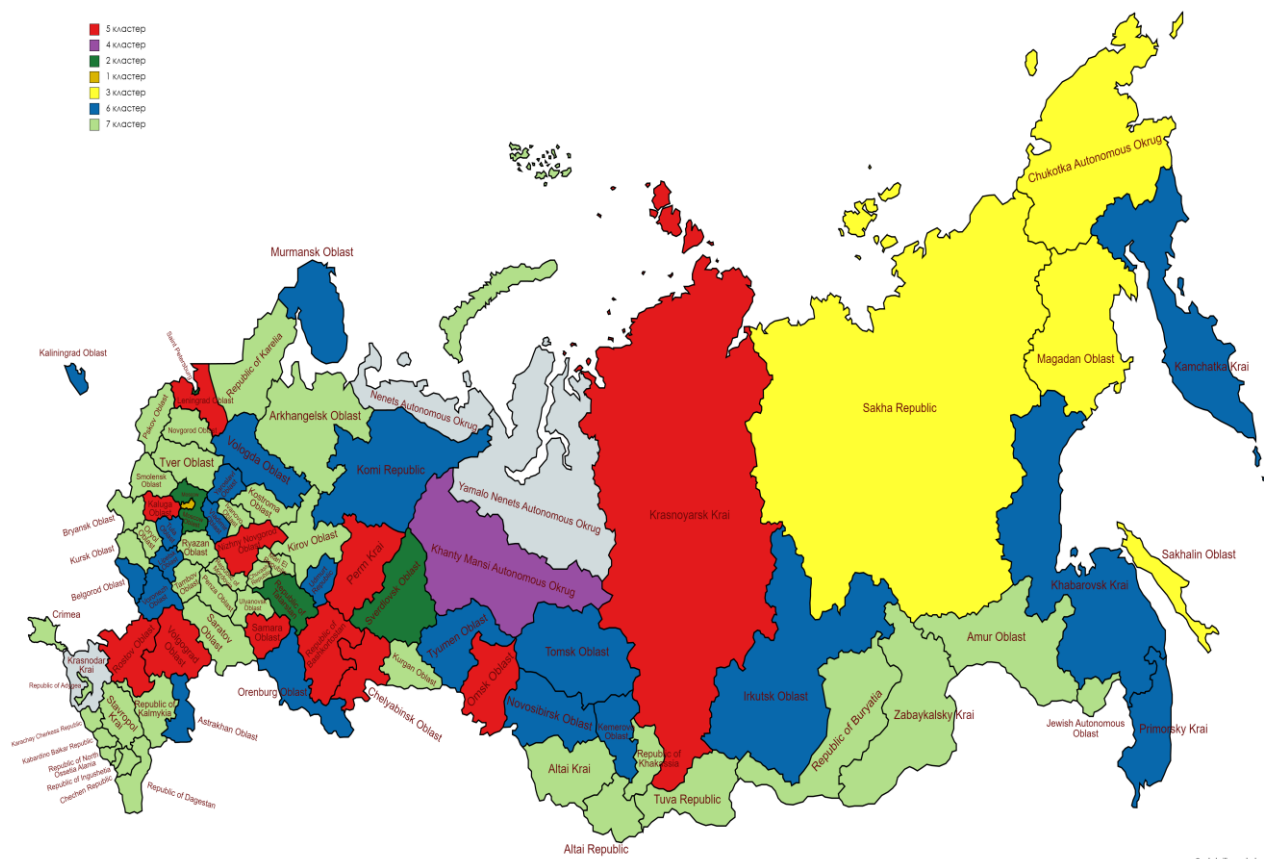 5 кластер
4 кластер
2 кластер
1 кластер
3 кластер
6 кластер
7 кластер
Chukotka Autonomous Okrug
Murmansk Oblast
Kaliningrad Oblast
Saint Petersburg
Republic of Karelia
Magadan Oblast
Kamchatka Krai
Pskov Oblast
Leningrad Oblast
Nenets Autonomous Okrug
Sakha Republic
Arkhangelsk Oblast
Novgorod Oblast
Vologda Oblast
Komi Republic
Tver Oblast
Smolensk
Oblast
Yamalo Nenets Autonomous Okrug
Krasnoyarsk Krai
Kostroma
Oblast
Kaluga
Oblast
Bryansk Oblast
Oryol
Oblast
Ryazan
Oblast
Nizhny Novgorod
Oblast
Kirov Oblast
Perm Krai
Khanty Mansi Autonomous Okrug
Sakhalin Oblast
Kursk Oblast
Belgorod Oblast
Tambov
Oblast
Penza Oblast
Ulyanovsk Oblast
Republic of
Tatarstan
Udmurt
Republic
Sverdlovsk Oblast
Khabarovsk Krai
Crimea
Voronezh
Oblast
Saratov
Oblast
Samara
Oblast
Republic of
Bashkortostan
Tyumen Oblast
Tomsk Oblast
Amur Oblast
Krasnodar
Krai
Rostov Oblast
Volgograd
Oblast
Kurgan Oblast
Omsk Oblast
Republic of Adygea
Orenburg Oblast
Chelyabinsk Oblast
Novosibirsk Oblast
Kemerovo
Oblast
Irkutsk Oblast
Republic of Buryatia
Zabaykalsky Krai
Jewish Autonomous
Oblast
Primorsky Krai
Stavropol
Krai
Republic of
Kalmykia
Astrakhan Oblast
Karachay Cherkess Republic
Kabardino Balkar Republic
Republic of North
Ossetia Alania
Republic of Ingushetia
Chechen Republic
Republic of Dagestan
Altai Krai
Republic of
Khakassia
Tuva Republic
Altai Republic